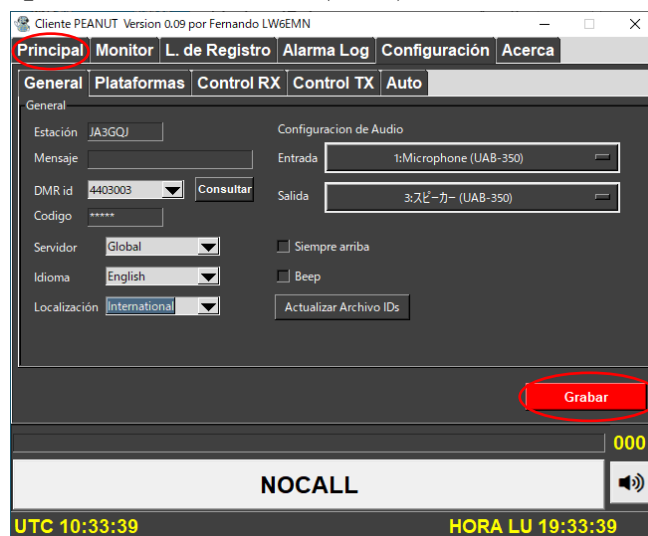 Cliente PEANUT Version 0.09 por Fernando LW6EMN
Principal Monitor L. de Registro Alarma Log Configuración Acerca
General Plataformas Control RX Control TX Auto
General
Estación JA3GQJ Configuracion de Audio
Mensaje Entrada 1:Microphone (UAB-350)
DMR id 4403003 Consultar Salida 3:スピーカー (UAB-350)
Codigo *****
Servidor Global Siempre arriba
Idioma English Beep
Localización International Actualizar Archivo IDs
Grabar
000
NOCALL
UTC 10:33:39 HORA LU 19:33:39